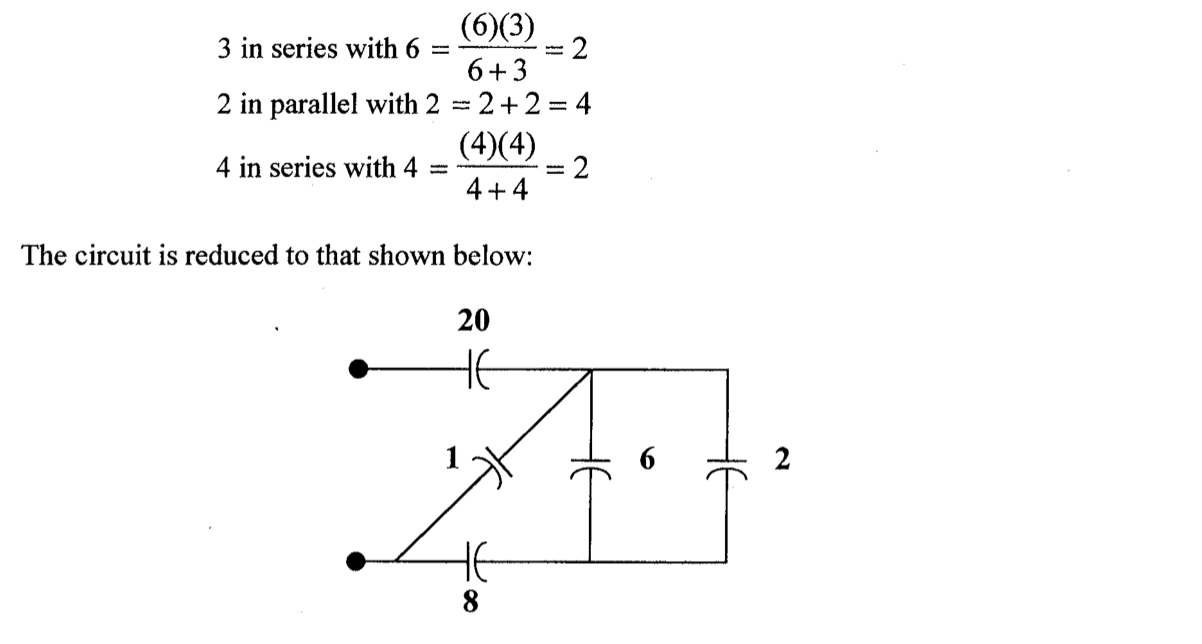 3 in series with 6 = (6)(3)/6+3 = 2
2 in parallel with 2 = 2+2 = 4
4 in series with 4 = (4)(4)/4+4 = 2
The circuit is reduced to that shown below:
20
1
6
2
8